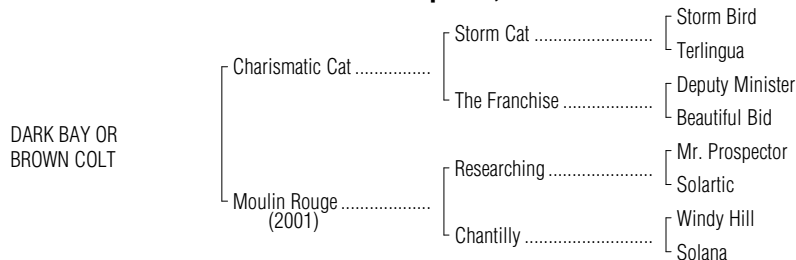 Storm Bird
Storm Cat ..................
Terlingua
Charismatic Cat ................
Deputy Minister
The Franchise ..................
Beautiful Bid
DARK BAY OR
BROWN COLT
Mr. Prospector
Researching ....................
Solartic
Moulin Rouge ...................
(2001)
Windy Hill
Chantilly .........................
Solana